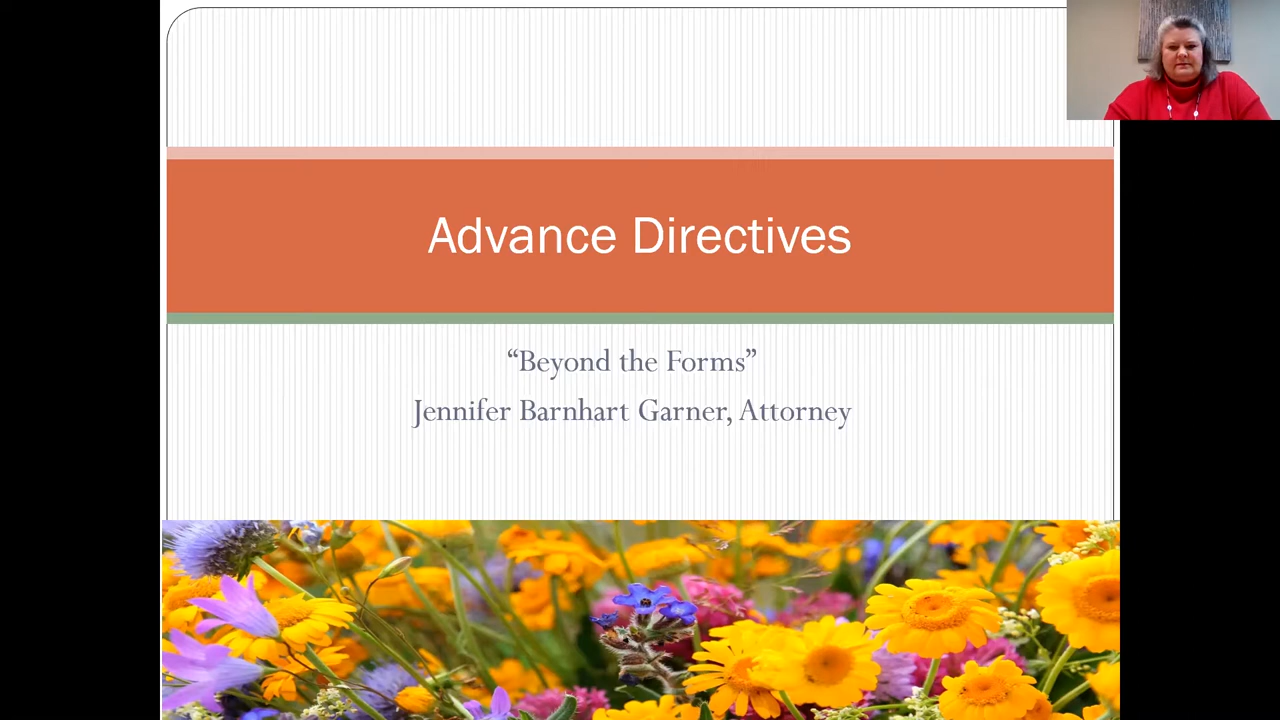 Advance Directives
“Beyond the Forms”
Jennifer Barnhart Garner, Attorney